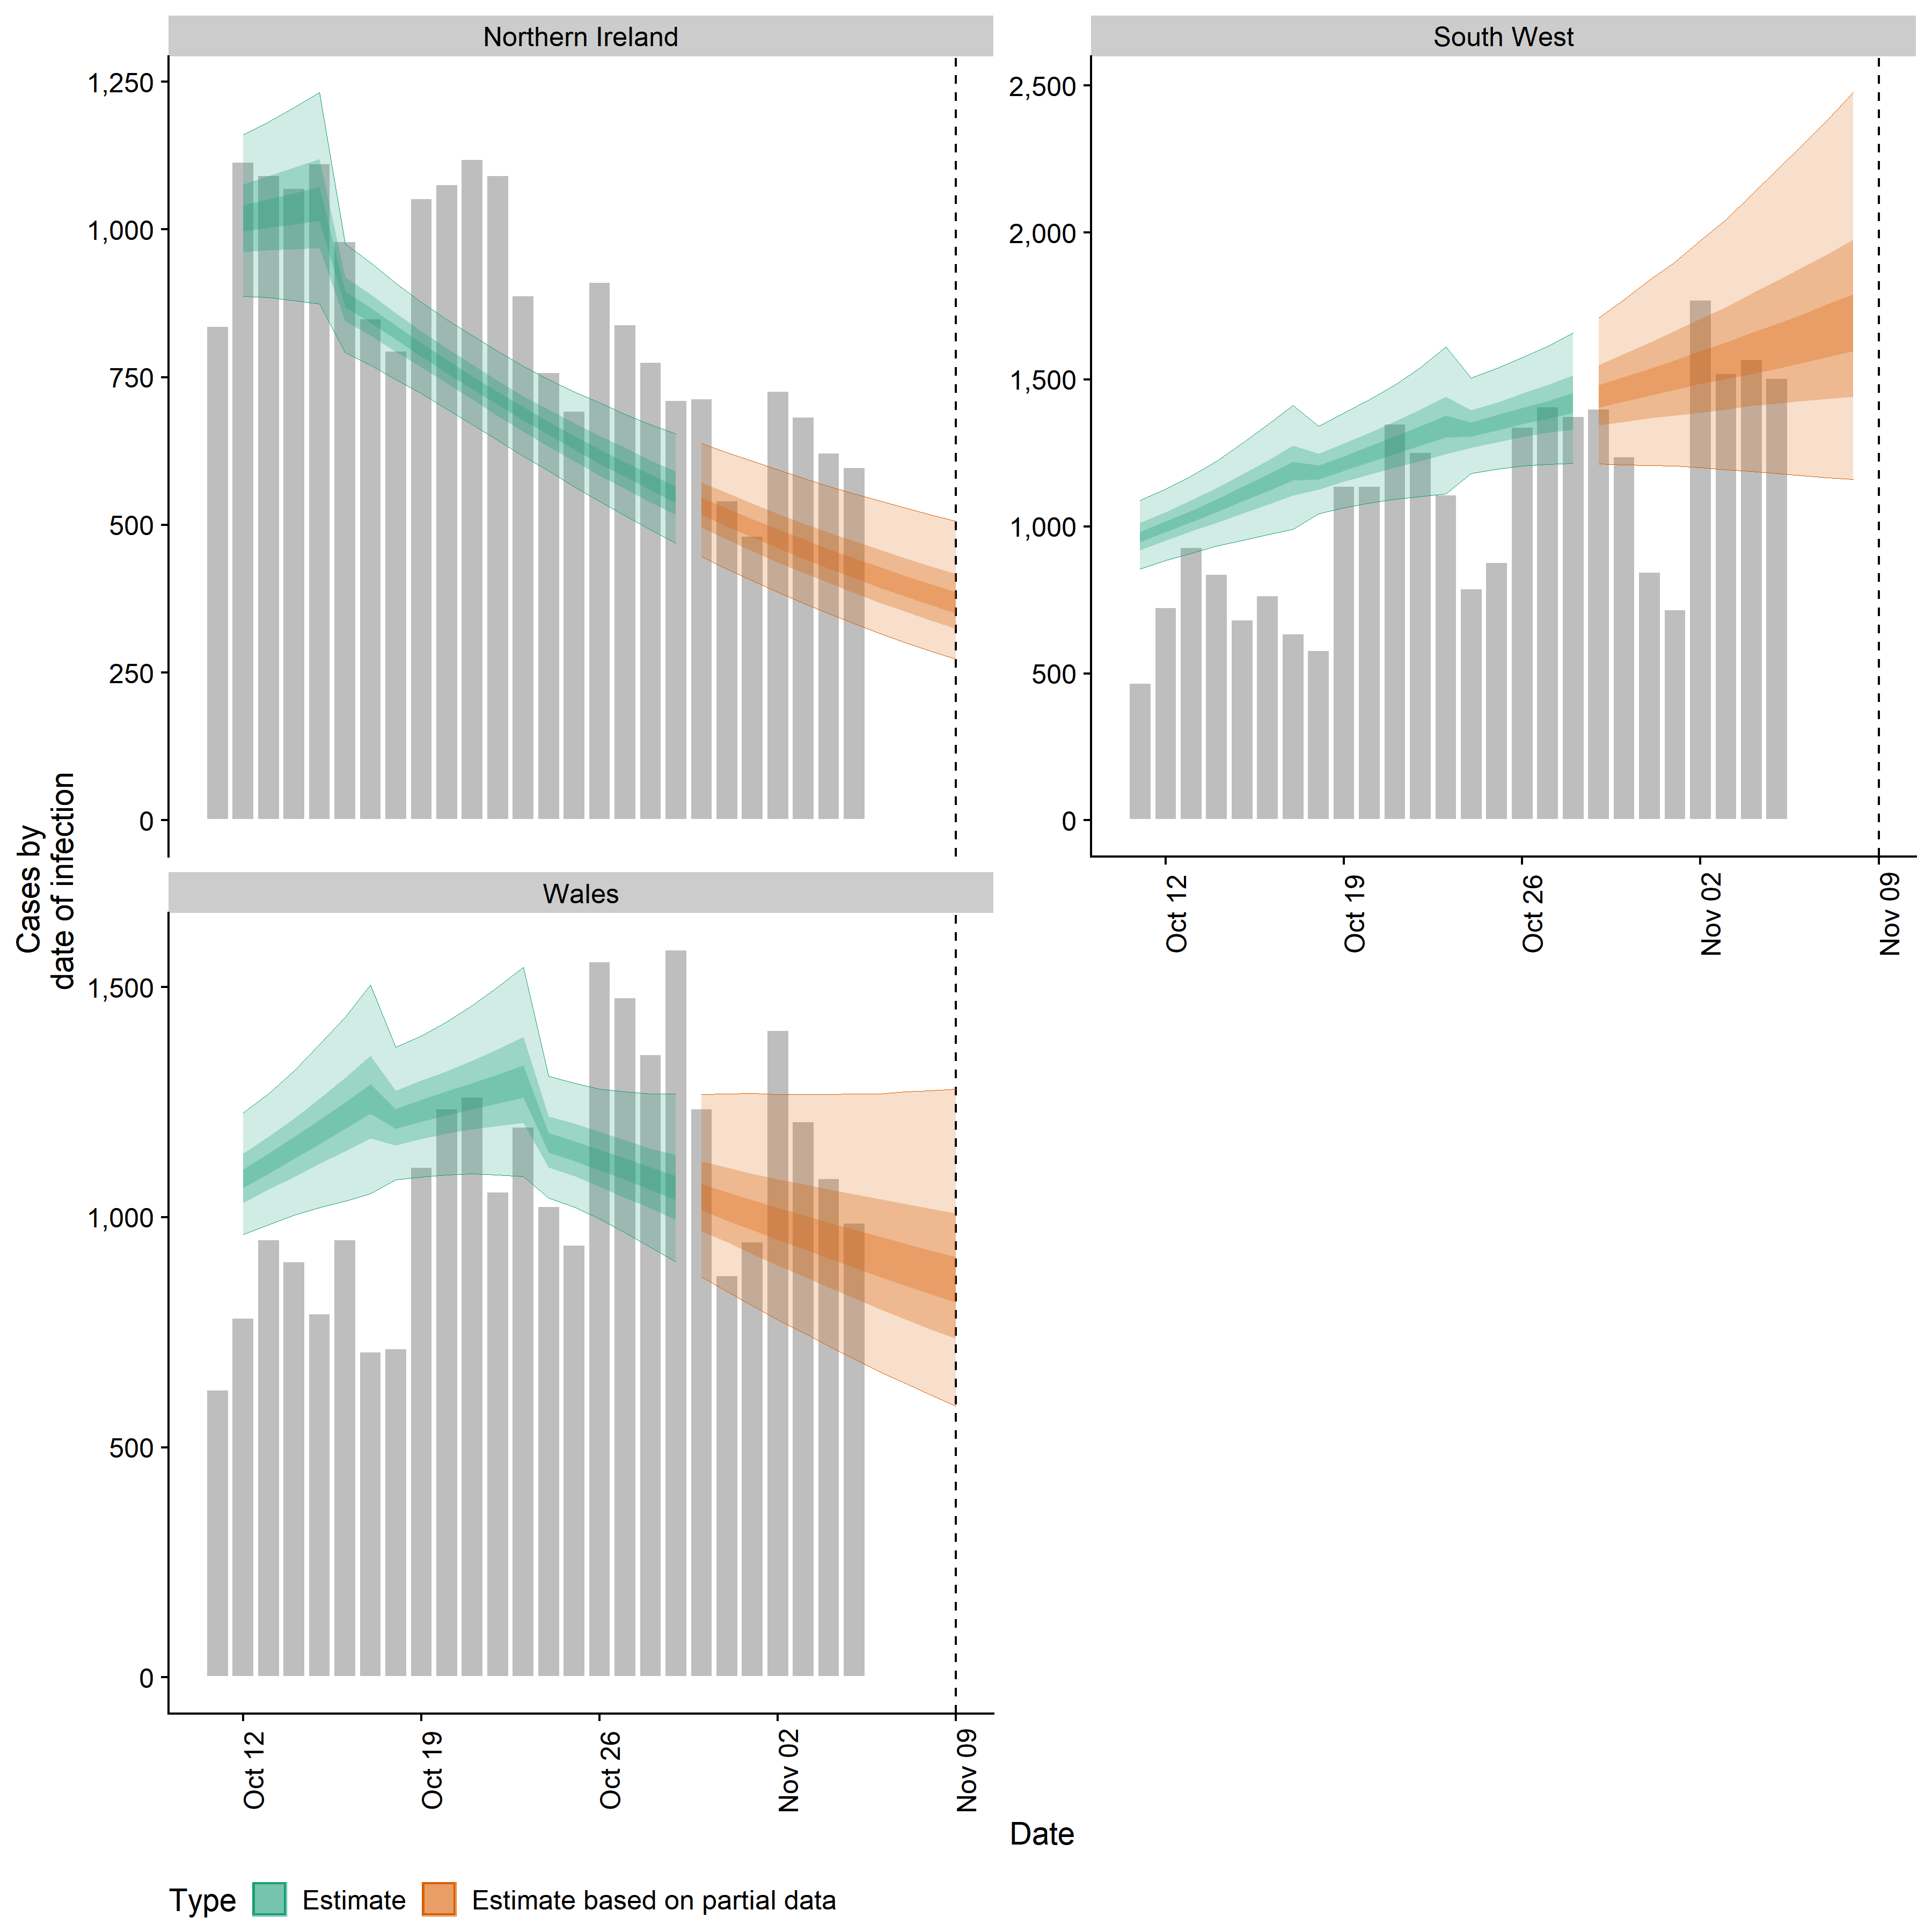 Northern Ireland
South West
1,250
1,000
750
500
250
0
2,500
2,000
1,500
1,000
500
0
Oct 12
Oct 19
Oct 26
Nov 02
Nov 09
Cases by
date of infection
Wales
1,500
1,000
500
0
Oct 12
Oct 19
Oct 26
Nov 02
Nov 09
Date
Type Estimate Estimate based on partial data